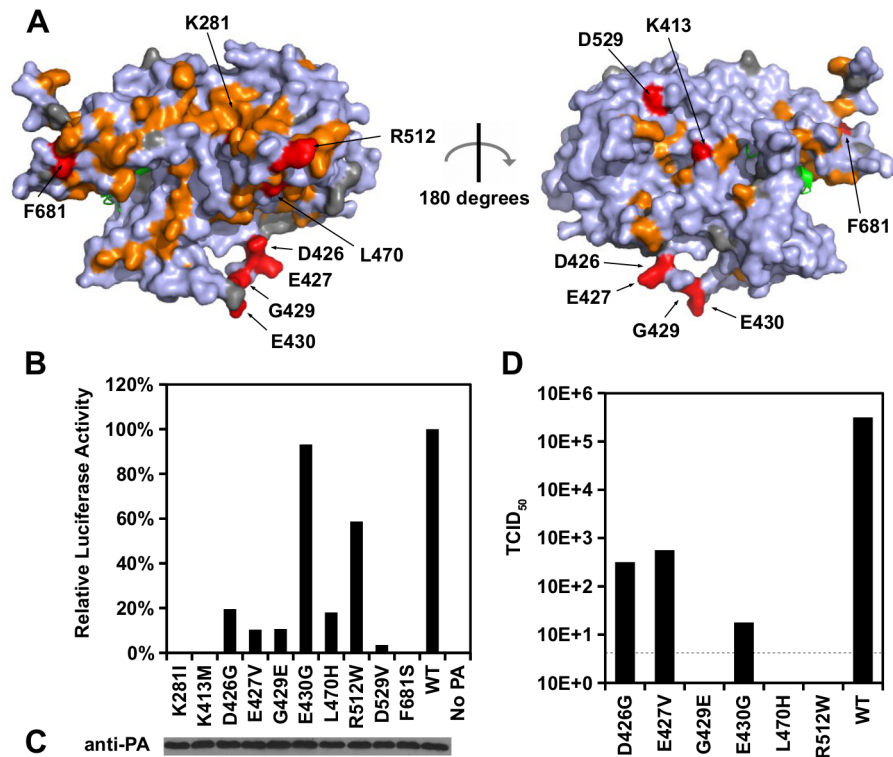 A
K281
R512
F681
D426
L470
E427
G429
E430
180 degrees
K413
D529
F681
D426
E427
G429
E430
B
120%
100%
80%
60%
40%
20%
0%
Relative Luciferase Activity
K281I
K413M
D426G
E427V
G429E
E430G
L470H
R512W
D529V
F681S
WT
No PA
C
anti-PA
D
10E+6
10E+5
10E+4
10E+3
10E+2
10E+1
10E+0
TCID50
D426G
E427V
G429E
E430G
L470H
R512W
WT